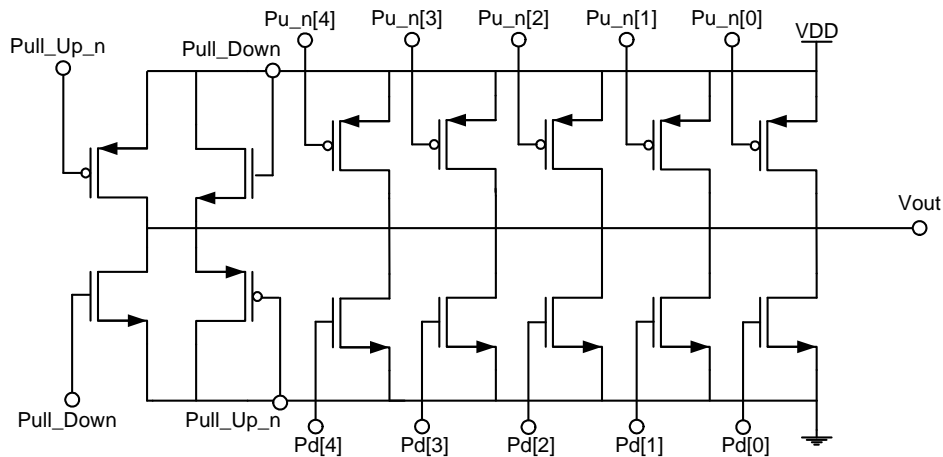 Pu_n[4]
Pu_n[3]
Pu_n[2]
Pu_n[1]
Pu_n[0]
VDD
Pull_Up_n
Pull_Down
Vout
Pull_Down
Pull_Up_n
Pd[4]
Pd[3]
Pd[2]
Pd[1]
Pd[0]